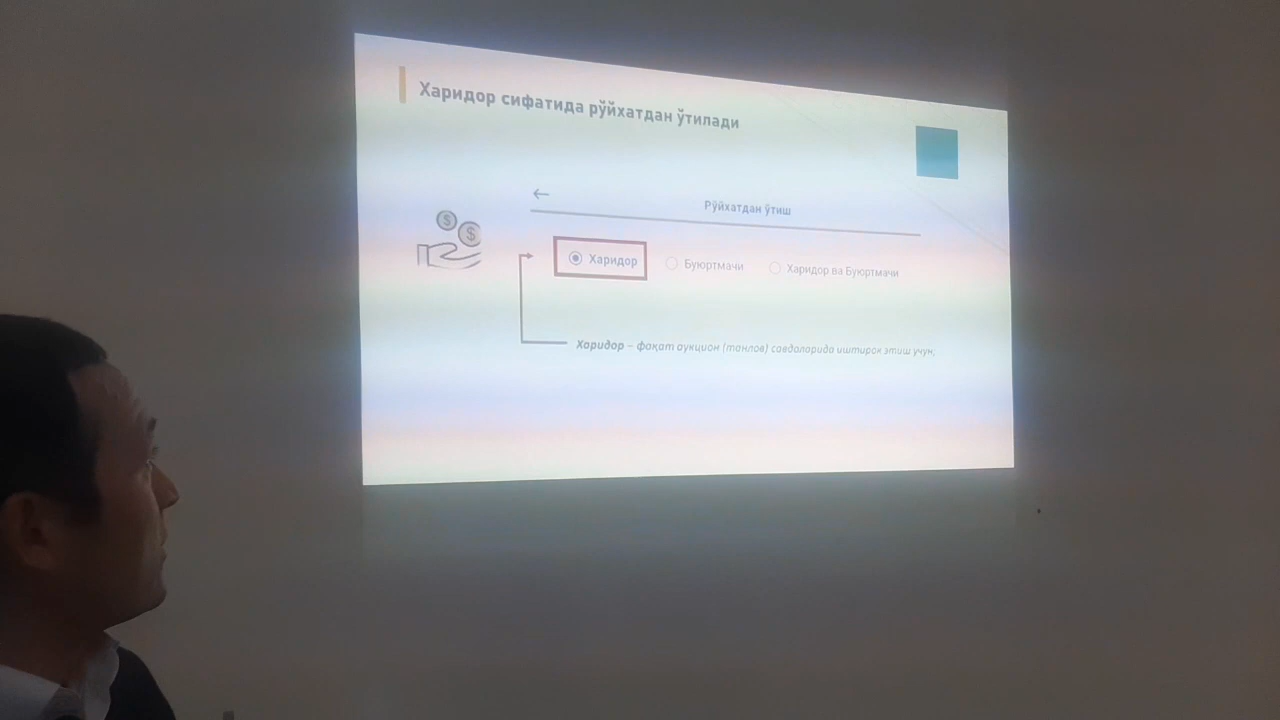 Харидор сифатида рўйхатдан ўтилади
Рўйхатдан ўтиш
Харидор Буюртмачи Харидор ва Буюртмачи
Харидор – фақат аукцион (танлов) савдоларида иштирок этиш учун;